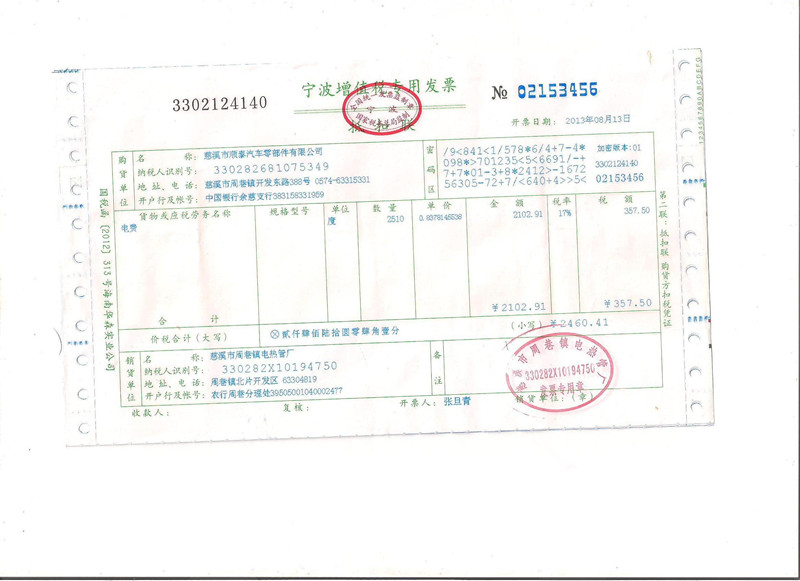 3302124140
宁波增值税专用发票
№ 02153456
抵扣联
开票日期: 2013年08月13日
购货单位
名 称: 慈溪市顺泰汽车零部件有限公司
纳税人识别号: 330282681075349
地址、电话: 慈溪市周巷镇开发东路388号 0574-63315331
开户行及帐号: 中国银行余慈支行383158331959
密码区
/9<841<1/578*6/4+7-4*
098*>701235<5<6691/-+
7+7*01-3+8*2412>-1672
56305-72+7/<640+4>>5<
加密版本:01
3302124140
02153456
货物或应税劳务名称 规格型号 单位 数量 单价 金额 税率 税额
电费 度 2510 0.8378145538 2102.91 17% 357.50
合计 ¥2102.91 ¥357.50
价税合计(大写) ⊗贰仟肆佰陆拾圆零肆角壹分 (小写) ¥2460.41
销货单位
名 称: 慈溪市周巷镇电热管厂
纳税人识别号: 330282X10194750
地址、电话: 周巷镇北片开发区 63304819
开户行及帐号: 农行周巷分理处39505001040002477
备注
收款人: 复核: 开票人: 张旦青 销货单位:(章)
慈溪市周巷镇电热管厂
330282X10194750
发票专用章
国税函〔2012〕313号海南华森实业公司
第二联:抵扣联 购货方扣税凭证